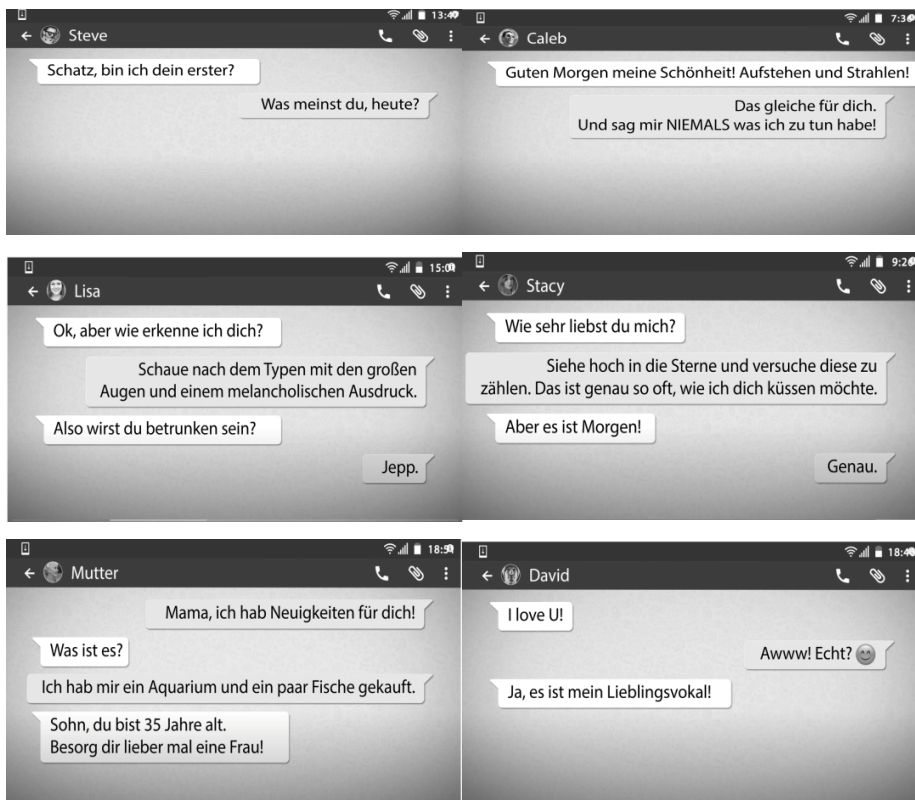 13:4
Steve
Schatz, bin ich dein erster?
Was meinst du, heute?
7:3
Caleb
Guten Morgen meine Schönheit! Aufstehen und Strahlen!
Das gleiche für dich.
Und sag mir NIEMALS was ich zu tun habe!
15:0
Lisa
Ok, aber wie erkenne ich dich?
Schaue nach dem Typen mit den großen
Augen und einem melancholischen Ausdruck.
Also wirst du betrunken sein?
Jepp.
9:2
Stacy
Wie sehr liebst du mich?
Siehe hoch in die Sterne und versuche diese zu
zählen. Das ist genau so oft, wie ich dich küssen möchte.
Aber es ist Morgen!
Genau.
18:5
Mutter
Mama, ich hab Neuigkeiten für dich!
Was ist es?
Ich hab mir ein Aquarium und ein paar Fische gekauft.
Sohn, du bist 35 Jahre alt.
Besorg dir lieber mal eine Frau!
18:4
David
I love U!
Awww! Echt? 😊
Ja, es ist mein Lieblingsvokal!